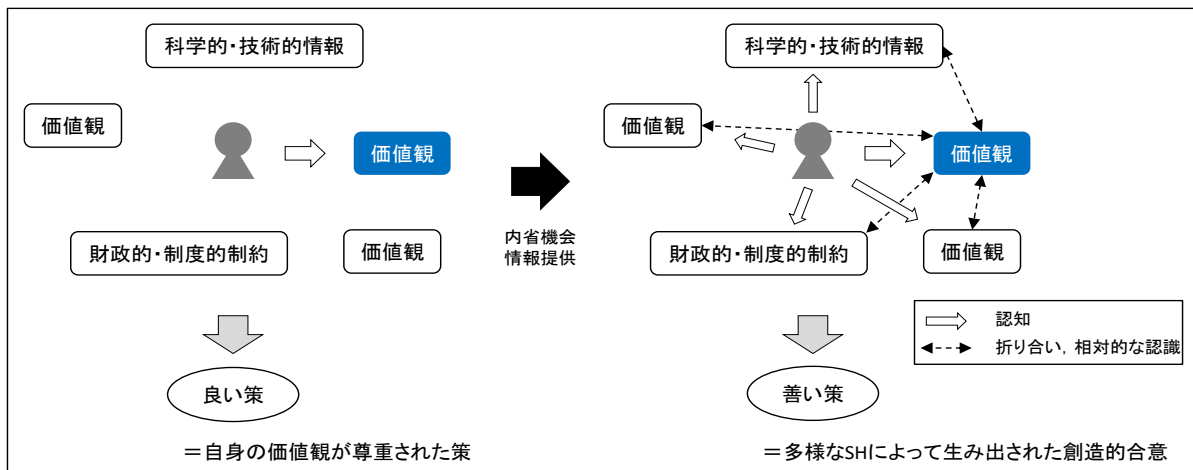 科学的・技術的情報
価値観
価値観
財政的・制度的制約
価値観
良い策
＝自身の価値観が尊重された策
内省機会
情報提供
科学的・技術的情報
価値観
価値観
財政的・制度的制約
価値観
認知
折り合い，相対的な認識
善い策
＝多様なSHによって生み出された創造的合意